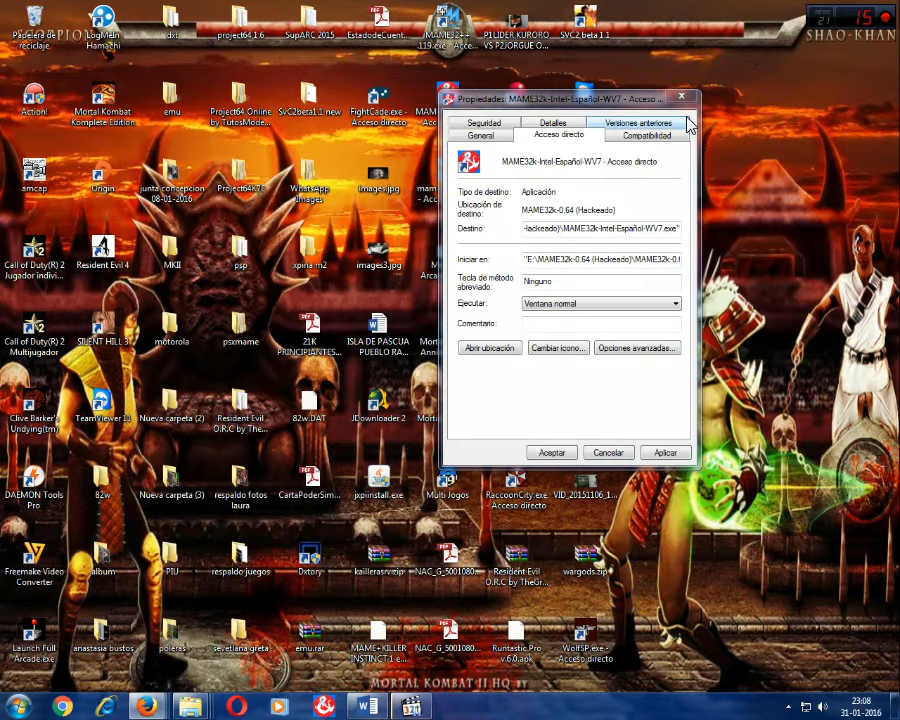 Papelera de
reciclaje
LogMeIn
Hamachi
dxt
project64 1.6
SupARC 2015
EstadodeCuent...
MAME32++
119.exe - Acce...
P1LIDER KURORO
VS P2JORGUE O...
SVC2 beta 1.1
15
SHAO-KHAN
Action!
Mortal Kombat
Komplete Edition
emu
Project64 Online
by TutosMode...
SvC2beta1.1 new
FightCade.exe -
Acceso directo
amcap
Origin
junta concepcion
08-01-2016
Project64K7E
WhatsApp
Images
images.jpg
Call of Duty(R) 2
Jugador indivi...
Resident Evil 4
MKII
psp
xpina m2
images3.jpg
Call of Duty(R) 2
Multijugador
SILENT HILL 3
motorola
psxmame
21K
PRINCIPIANTES...
ISLA DE PASCUA
PUEBLO RA...
Clive Barker's
Undying(tm)
TeamViewer 11
Nueva carpeta (2)
Resident Evil
O.R.C by The...
82w.DAT
JDownloader 2
DAEMON Tools
Pro
82w
Nueva carpeta (3)
respaldo fotos
laura
CartaPoderSim...
jxpiinstall.exe
Multi Jogos
RaccoonCity.exe
- Acceso directo
VID_20151106_1...
Freemake Video
Converter
album
PIU
respaldo juegos
Dxtory
kaillerasrv.zip
NAC_G_5001080...
Resident Evil
O.R.C by TheGr...
wargods.zip
Launch Full
Arcade.exe
anastasia bustos
poleras
sevetlana greta
emu.rar
MAME+KILLER
INSTINCT 1 e...
NAC_G_5001080...
Runtastic Pro
v.6.0.apk
WolfSP.exe -
Acceso directo
Propiedades: MAME32k-Intel-Español-WV7 - Acceso ...
Seguridad
Detalles
Versiones anteriores
General
Acceso directo
Compatibilidad
MAME32k-Intel-Español-WV7 - Acceso directo
Tipo de destino:
Aplicación
Ubicación de
destino:
MAME32k-0.64 (Hackeado)
Destino:
Hackeado)\MAME32k-Intel-Español-WV7.exe"
Iniciar en:
"E:\MAME32k-0.64 (Hackeado)\MAME32k-0.6
Tecla de método
abreviado:
Ninguno
Ejecutar:
Ventana normal
Comentario:
Abrir ubicación
Cambiar icono...
Opciones avanzadas...
Aceptar
Cancelar
Aplicar
MORTAL KOMBAT II HQ BY
23:08
31-01-2016